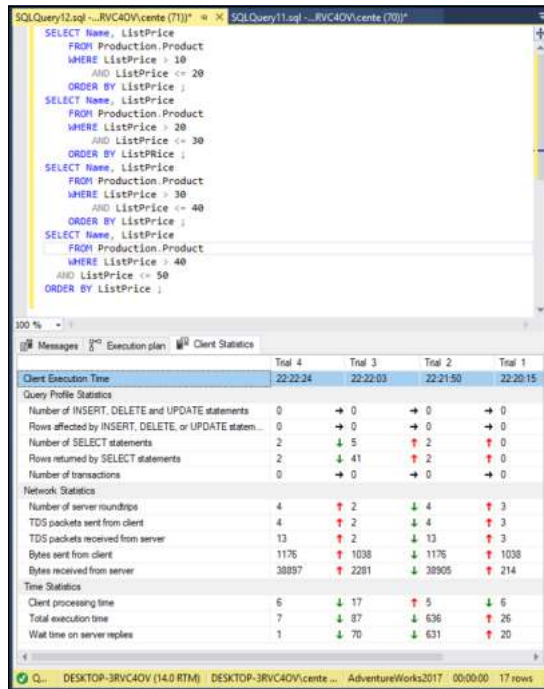 SQLQuery12.sql -...RVC4OV\cente (71))* SQLQuery11.sql -...RVC4OV\cente (70))*
SELECT Name, ListPrice
FROM Production.Product
WHERE ListPrice > 10
AND ListPrice <= 20
ORDER BY ListPrice ;
SELECT Name, ListPrice
FROM Production.Product
WHERE ListPrice > 20
AND ListPrice <= 30
ORDER BY ListPRice ;
SELECT Name, ListPrice
FROM Production.Product
WHERE ListPrice > 30
AND ListPrice <= 40
ORDER BY ListPrice ;
SELECT Name, ListPrice
FROM Production.Product
WHERE ListPrice > 40
AND ListPrice <= 50
ORDER BY ListPrice ;
100 %
Messages Execution plan Client Statistics
Trial 4 Trial 3 Trial 2 Trial 1
Client Execution Time 22:22:24 22:22:03 22:21:50 22:20:15
Query Profile Statistics
Number of INSERT, DELETE and UPDATE statements 0 → 0 → 0 → 0
Rows affected by INSERT, DELETE, or UPDATE statem... 0 → 0 → 0 → 0
Number of SELECT statements 2 ↓ 5 ↑ 2 ↑ 0
Rows returned by SELECT statements 2 ↓ 41 ↑ 2 ↑ 0
Number of transactions 0 → 0 → 0 → 0
Network Statistics
Number of server roundtrips 4 ↑ 2 ↓ 4 ↑ 3
TDS packets sent from client 4 ↑ 2 ↓ 4 ↑ 3
TDS packets received from server 13 ↑ 2 ↓ 13 ↑ 3
Bytes sent from client 1176 ↑ 1038 ↓ 1176 ↑ 1038
Bytes received from server 38897 ↑ 2281 ↓ 38905 ↑ 214
Time Statistics
Client processing time 6 ↓ 17 ↑ 5 ↓ 6
Total execution time 7 ↓ 87 ↓ 636 ↑ 26
Wait time on server replies 1 ↓ 70 ↓ 631 ↑ 20
Q... DESKTOP-3RVC4OV (14.0 RTM) DESKTOP-3RVC4OV\cente ... AdventureWorks2017 00:00:00 17 rows